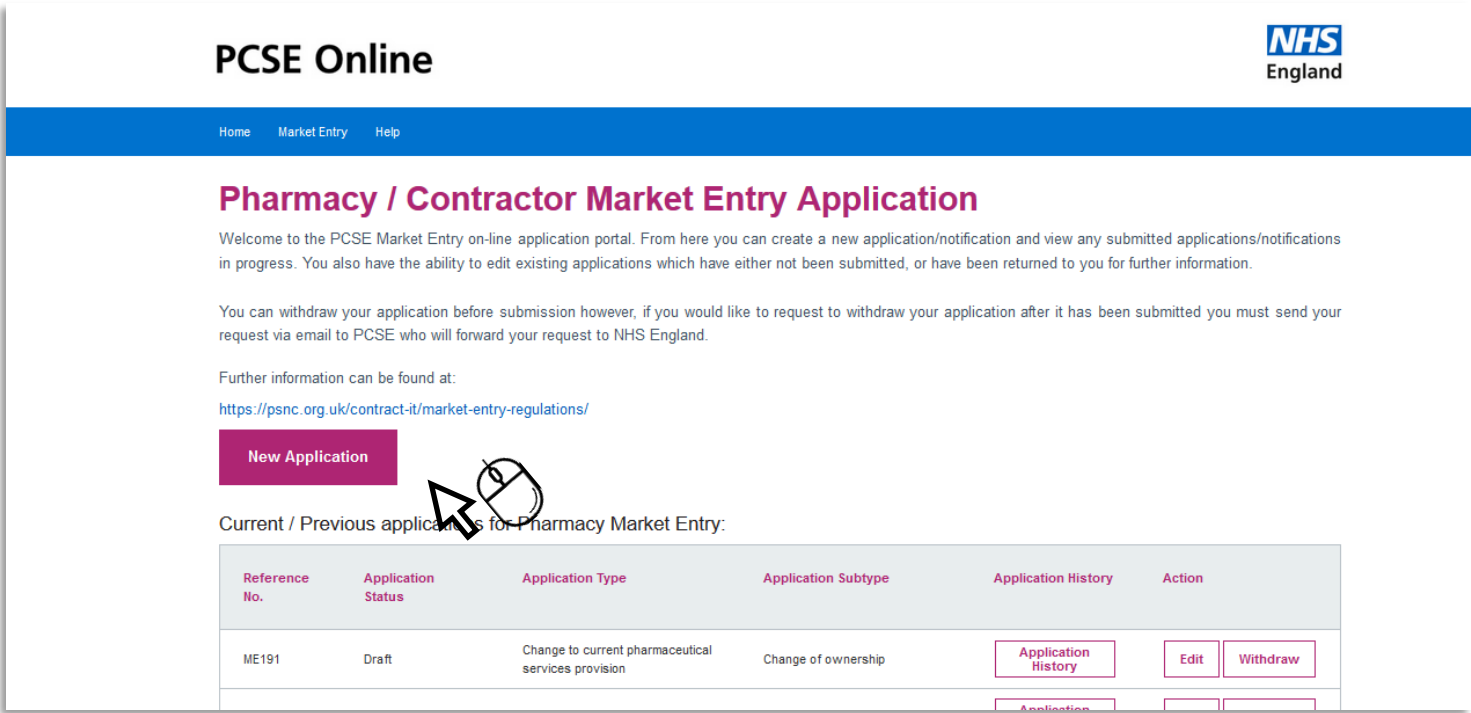 PCSE Online
NHS
England
Home Market Entry Help
Pharmacy / Contractor Market Entry Application
Welcome to the PCSE Market Entry on-line application portal. From here you can create a new application/notification and view any submitted applications/notifications
in progress. You also have the ability to edit existing applications which have either not been submitted, or have been returned to you for further information.
You can withdraw your application before submission however, if you would like to request to withdraw your application after it has been submitted you must send your
request via email to PCSE who will forward your request to NHS England.
Further information can be found at:
https://psnc.org.uk/contract-it/market-entry-regulations/
New Application
Current / Previous applications for Pharmacy Market Entry:
Reference Application Application Type Application Subtype Application History Action
No. Status
Change to current pharmaceutical Application
ME191 Draft Change of ownership Edit Withdraw
services provision History
Application